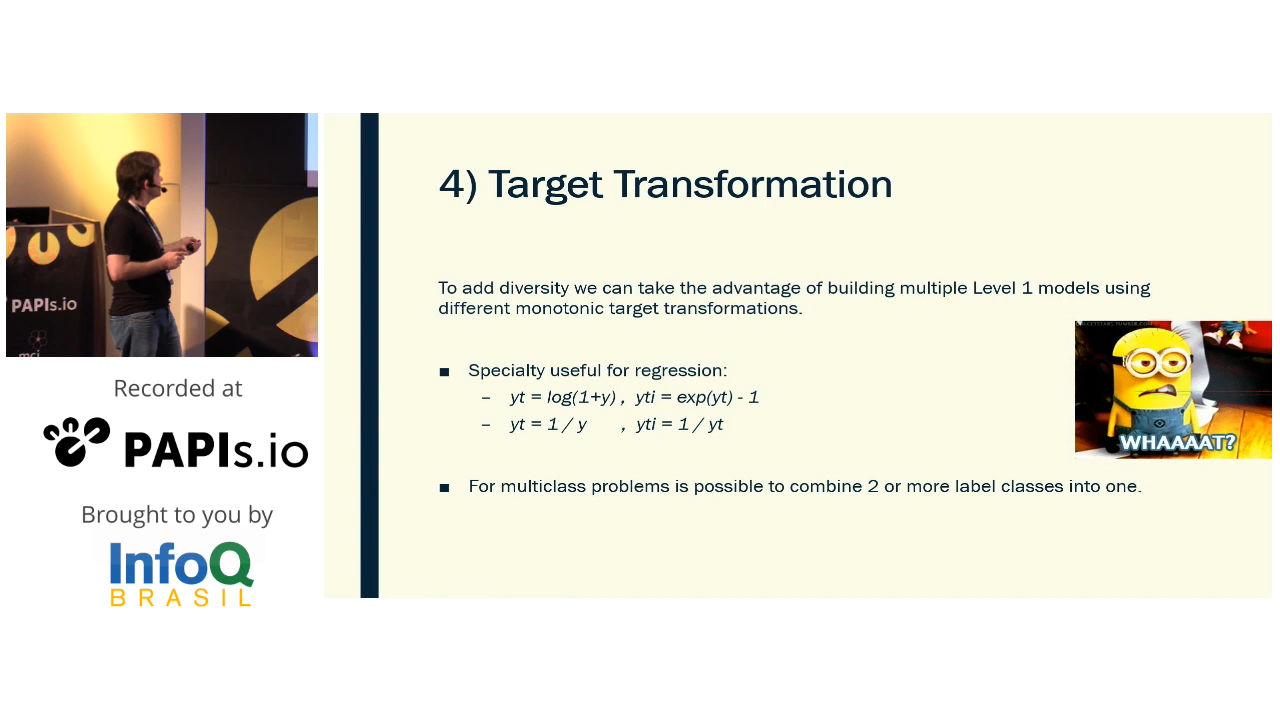 PAPIs.io
mci
Recorded at
PAPIs.io
Brought to you by
InfoQ
BRASIL
4) Target Transformation
To add diversity we can take the advantage of building multiple Level 1 models using
different monotonic target transformations.
■ Specialty useful for regression:
– yt = log(1+y) , yti = exp(yt) - 1
– yt = 1 / y , yti = 1 / yt
WHAAAAT?
■ For multiclass problems is possible to combine 2 or more label classes into one.